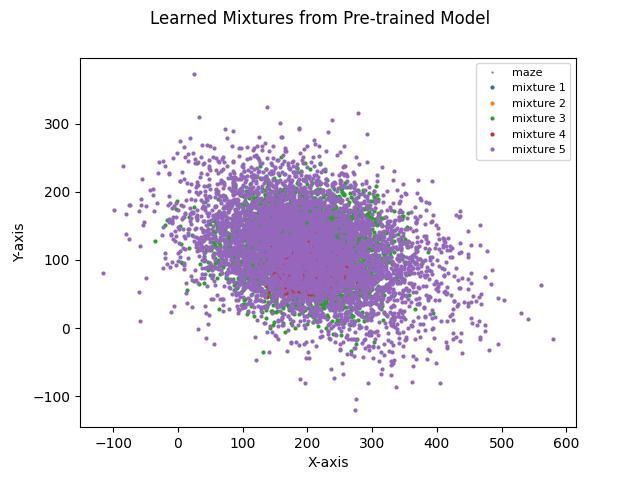 Learned Mixtures from Pre-trained Model
maze
mixture 1
mixture 2
mixture 3
mixture 4
mixture 5
300
200
100
0
−100
Y-axis
−100 0 100 200 300 400 500 600
X-axis